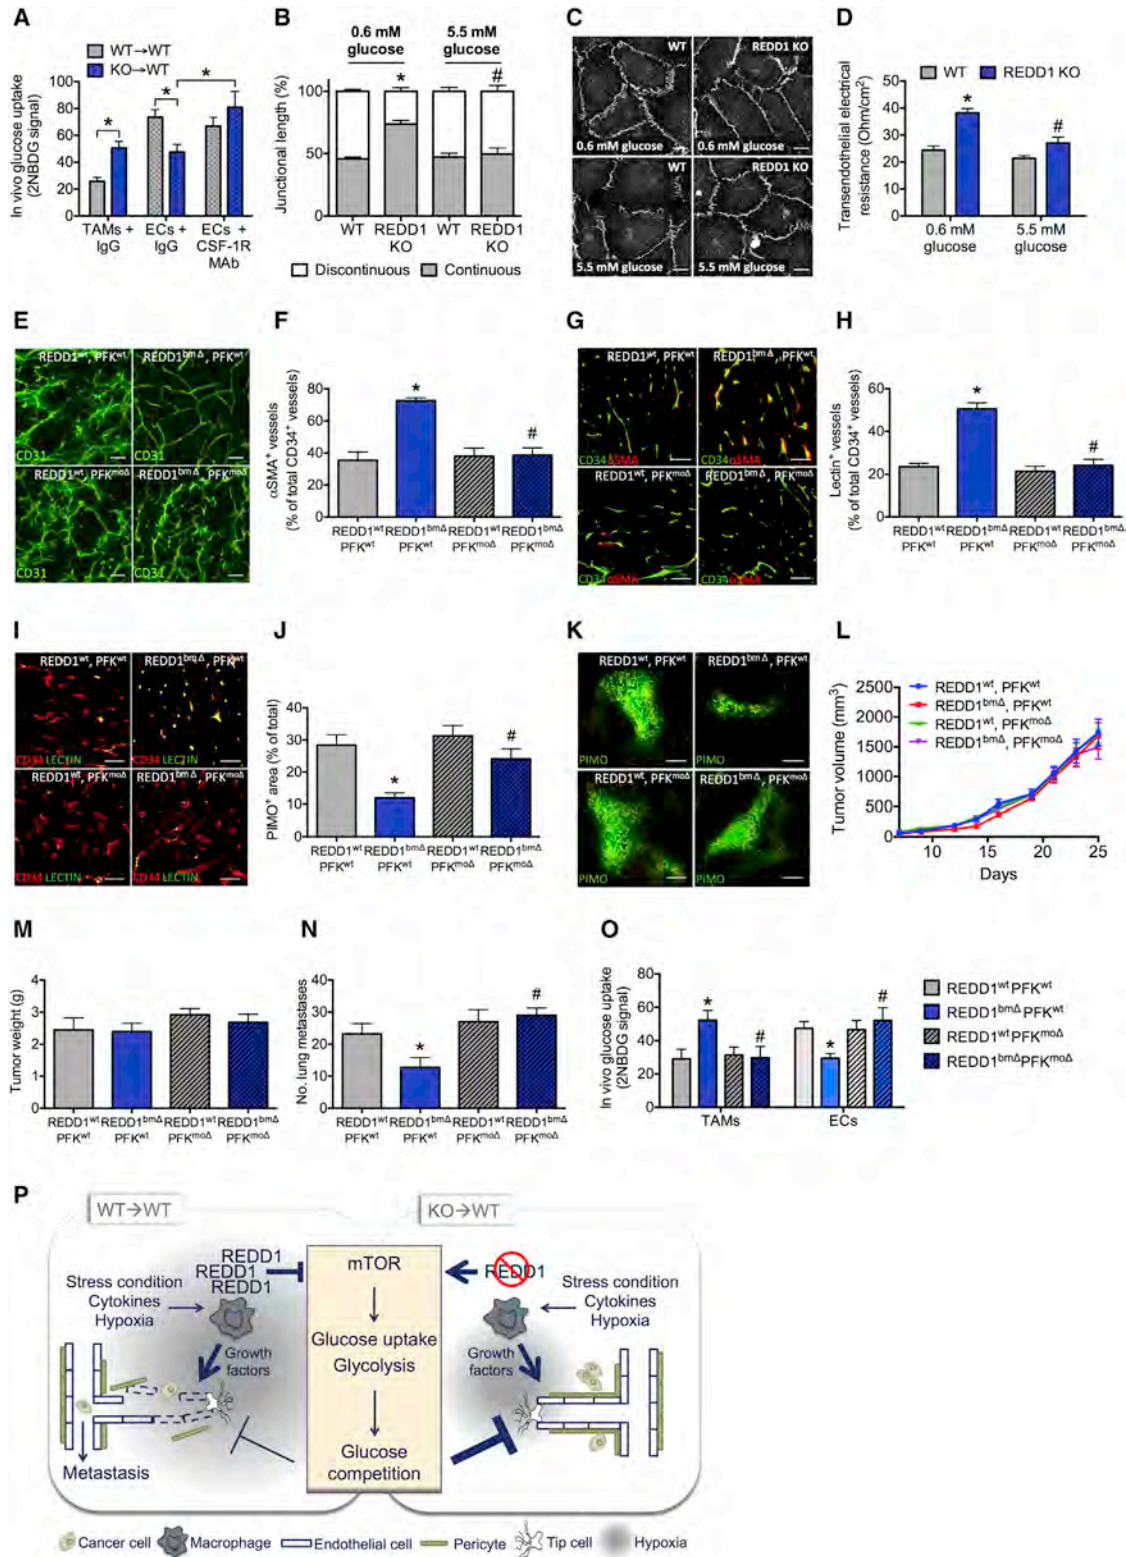 A
WT→WT
KO→WT
In vivo glucose uptake
(2NBDG signal)
100
80
60
40
20
0
*
*
*
TAMs +
IgG
ECs +
IgG
ECs +
CSF-1R
MAb
B
0.6 mM
glucose
5.5 mM
glucose
Junctional length (%)
100
50
0
*
#
WT
REDD1
KO
WT
REDD1
KO
Discontinuous
Continuous
C
WT
REDD1 KO
0.6 mM glucose
0.6 mM glucose
WT
REDD1 KO
5.5 mM glucose
5.5 mM glucose
D
WT
REDD1 KO
Transendothelial electrical
resistance (Ohm/cm²)
50
40
30
20
10
0
*
#
0.6 mM
glucose
5.5 mM
glucose
E
REDD1wt, PFKwt
REDD1bmΔ, PFKwt
CD31
CD31
REDD1wt, PFKmoΔ
REDD1bmΔ, PFKmoΔ
CD31
CD31
F
αSMA⁺ vessels
(% of total CD34⁺ vessels)
80
60
40
20
0
*
#
REDD1wt
PFKwt
REDD1bmΔ
PFKwt
REDD1wt
PFKmoΔ
REDD1bmΔ
PFKmoΔ
G
REDD1wt, PFKwt
REDD1bmΔ, PFKwt
CD34 αSMA
CD34 αSMA
REDD1wt, PFKmoΔ
REDD1bmΔ, PFKmoΔ
CD34 αSMA
CD34 αSMA
H
Lectin⁺ vessels
(% of total CD34⁺ vessels)
60
40
20
0
*
#
REDD1wt
PFKwt
REDD1bmΔ
PFKwt
REDD1wt
PFKmoΔ
REDD1bmΔ
PFKmoΔ
I
REDD1wt, PFKwt
REDD1bmΔ, PFKwt
CD34 LECTIN
CD34 LECTIN
REDD1wt, PFKmoΔ
REDD1bmΔ, PFKmoΔ
CD34 LECTIN
CD34 LECTIN
J
PIMO⁺ area (% of total)
40
30
20
10
0
*
#
REDD1wt
PFKwt
REDD1bmΔ
PFKwt
REDD1wt
PFKmoΔ
REDD1bmΔ
PFKmoΔ
K
REDD1wt, PFKwt
REDD1bmΔ, PFKwt
PIMO
PIMO
REDD1wt, PFKmoΔ
REDD1bmΔ, PFKmoΔ
PIMO
PIMO
L
REDD1wt, PFKwt
REDD1bmΔ, PFKwt
REDD1wt, PFKmoΔ
REDD1bmΔ, PFKmoΔ
Tumor volume (mm³)
2500
2000
1500
1000
500
0
10 15 20 25
Days
M
Tumor weight (g)
4
3
2
1
0
REDD1wt
PFKwt
REDD1bmΔ
PFKwt
REDD1wt
PFKmoΔ
REDD1bmΔ
PFKmoΔ
N
No. lung metastases
40
30
20
10
0
*
#
REDD1wt
PFKwt
REDD1bmΔ
PFKwt
REDD1wt
PFKmoΔ
REDD1bmΔ
PFKmoΔ
O
In vivo glucose uptake
(2NBDG signal)
80
60
40
20
0
*
#
*
#
TAMs
ECs
REDD1wtPFKwt
REDD1bmΔPFKwt
REDD1wtPFKmoΔ
REDD1bmΔPFKmoΔ
P
WT→WT
KO→WT
REDD1
REDD1
REDD1
Stress condition
Cytokines
Hypoxia
Growth
factors
Metastasis
mTOR
Glucose uptake
Glycolysis
Glucose
competition
REDD1
Stress condition
Cytokines
Hypoxia
Growth
factors
Cancer cell
Macrophage
Endothelial cell
Pericyte
Tip cell
Hypoxia